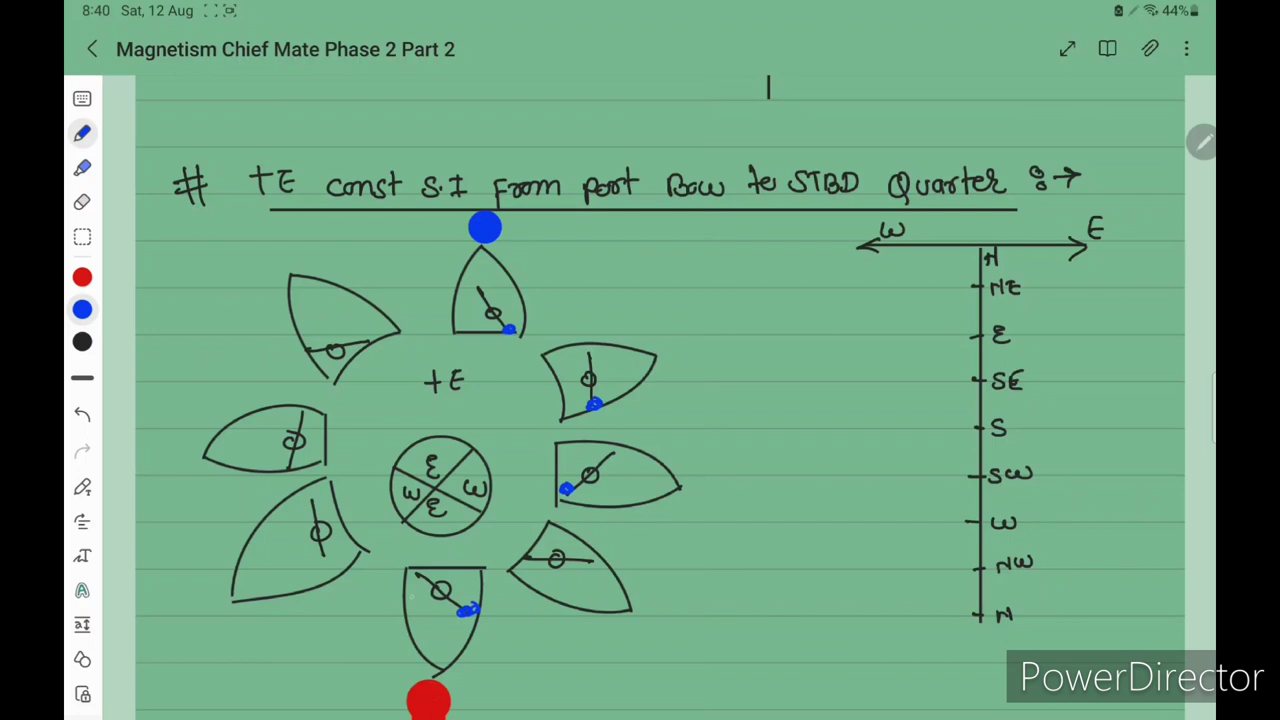 8:40 Sat, 12 Aug
44%
Magnetism Chief Mate Phase 2 Part 2
# +E const S.I From port Bow to STBD Quarter :→
W E
N
NE
E
+E
SE
S
E
W W
E
SW
W
NW
N
PowerDirector